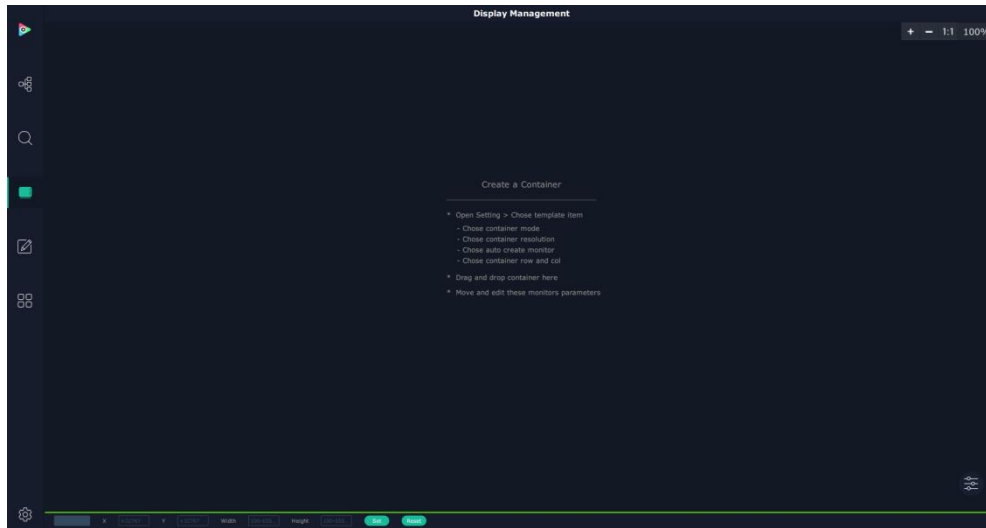 Display Management
+ − 1:1 100%
Create a Container
* Open Setting > Chose template item
- Chose container mode
- Chose container resolution
- Chose auto create monitor
- Chose container row and col
* Drag and drop container here
* Move and edit these monitors parameters
X Y Width Height Set Reset